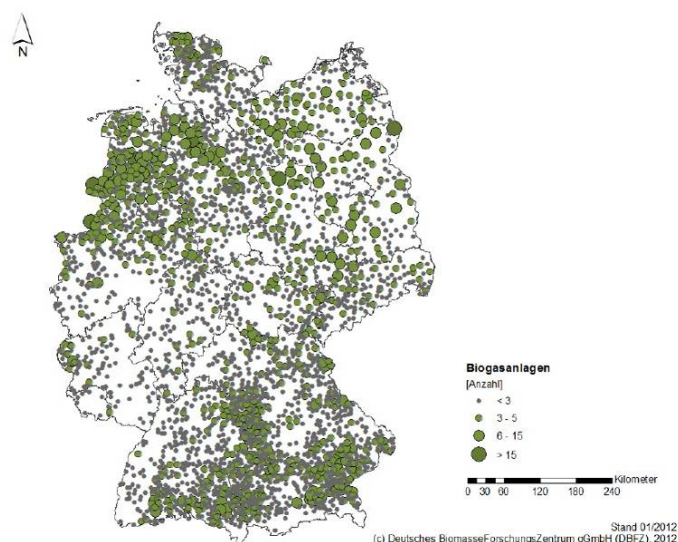 N
Biogasanlagen
[Anzahl]
< 3
3 - 5
6 - 15
> 15
Kilometer
0 30 60 120 180 240
Stand 01/2012
(c) Deutsches BiomasseForschungsZentrum gGmbH (DBFZ), 2012